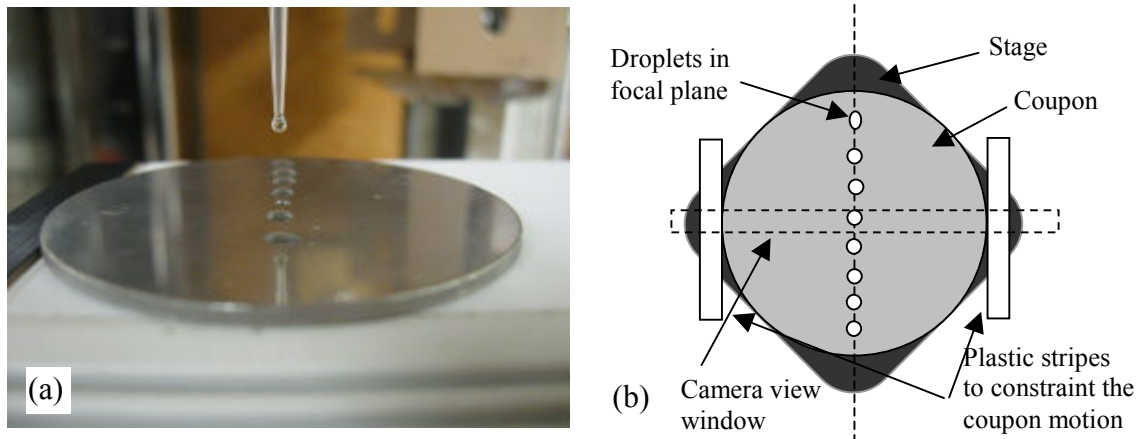 (a)
Droplets in
focal plane
Stage
Coupon
Camera view
window
(b)
Plastic stripes
to constraint the
coupon motion